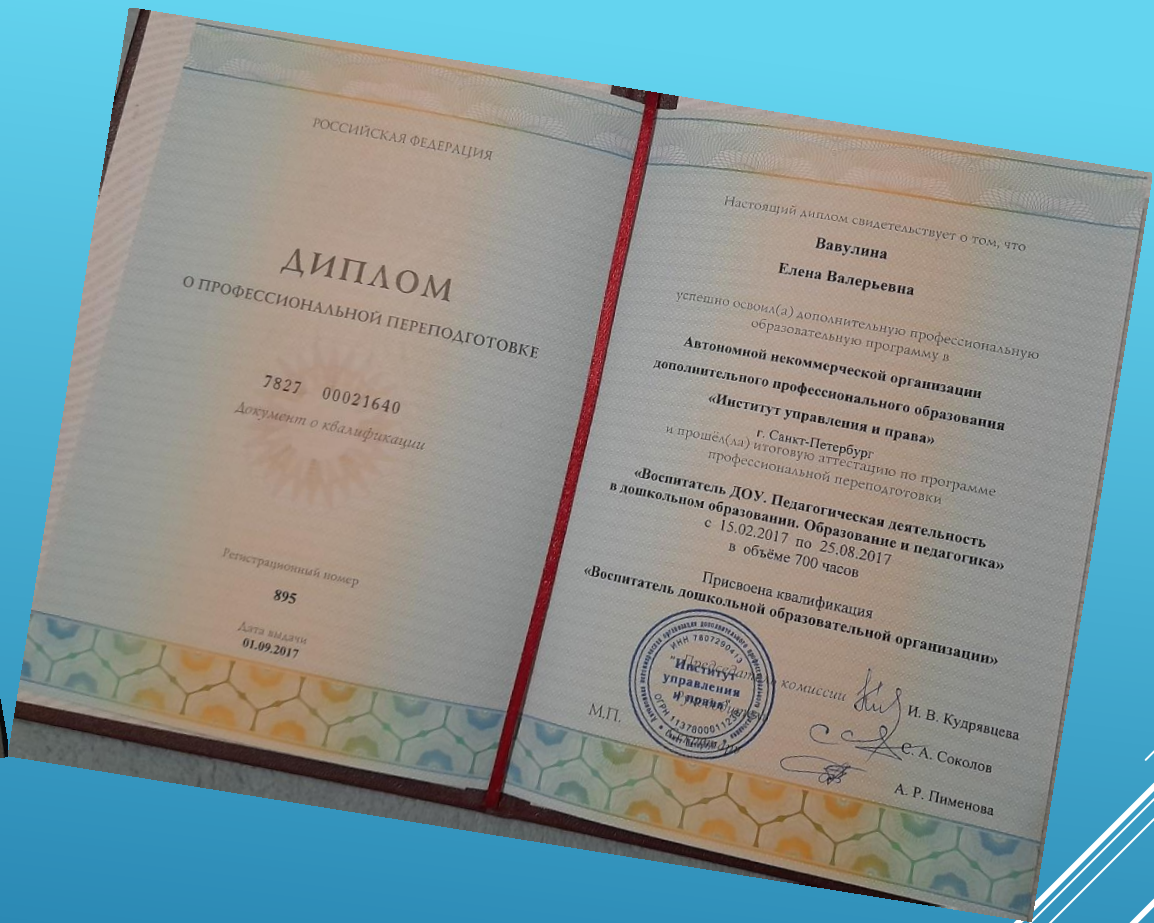 РОССИЙСКАЯ ФЕДЕРАЦИЯ
ДИПЛОМ
О ПРОФЕССИОНАЛЬНОЙ ПЕРЕПОДГОТОВКЕ
7827 00021640
Документ о квалификации
Регистрационный номер
895
Дата выдачи
01.09.2017
Настоящий диплом свидетельствует о том, что
Вавулина
Елена Валерьевна
успешно освоил(а) дополнительную профессиональную
образовательную программу в
Автономной некоммерческой организации
дополнительного профессионального образования
«Институт управления и права»
г. Санкт-Петербург
и прошёл(ла) итоговую аттестацию по программе
профессиональной переподготовки
«Воспитатель ДОУ. Педагогическая деятельность
в дошкольном образовании. Образование и педагогика»
с 15.02.2017 по 25.08.2017
в объёме 700 часов
Присвоена квалификация
«Воспитатель дошкольной образовательной организации»
Председатель комиссии
И. В. Кудрявцева
С. А. Соколов
А. Р. Пименова
М.П.
"Институт
управления
и права"
ИНН 7807290413